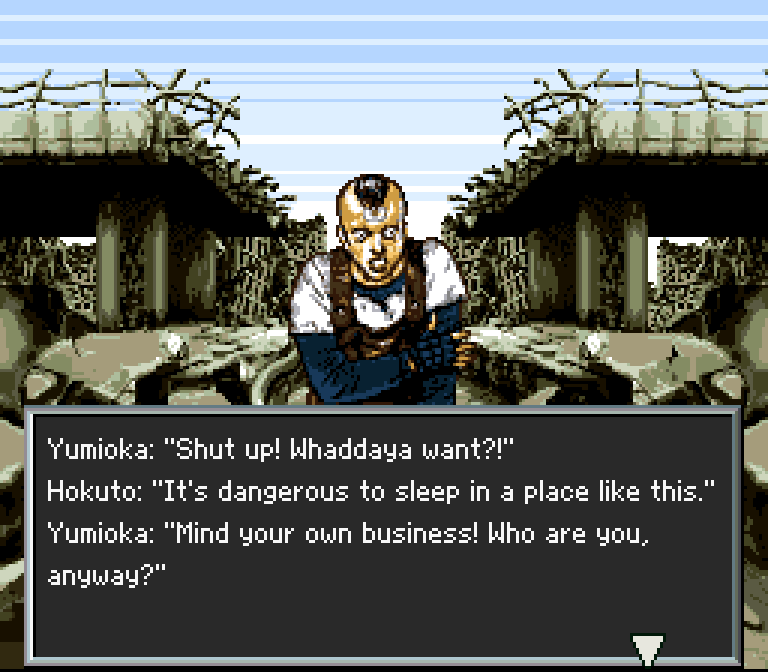 Yumioka: "Shut up! Whaddaya want?!"
Hokuto: "It's dangerous to sleep in a place like this."
Yumioka: "Mind your own business! Who are you,
anyway?"